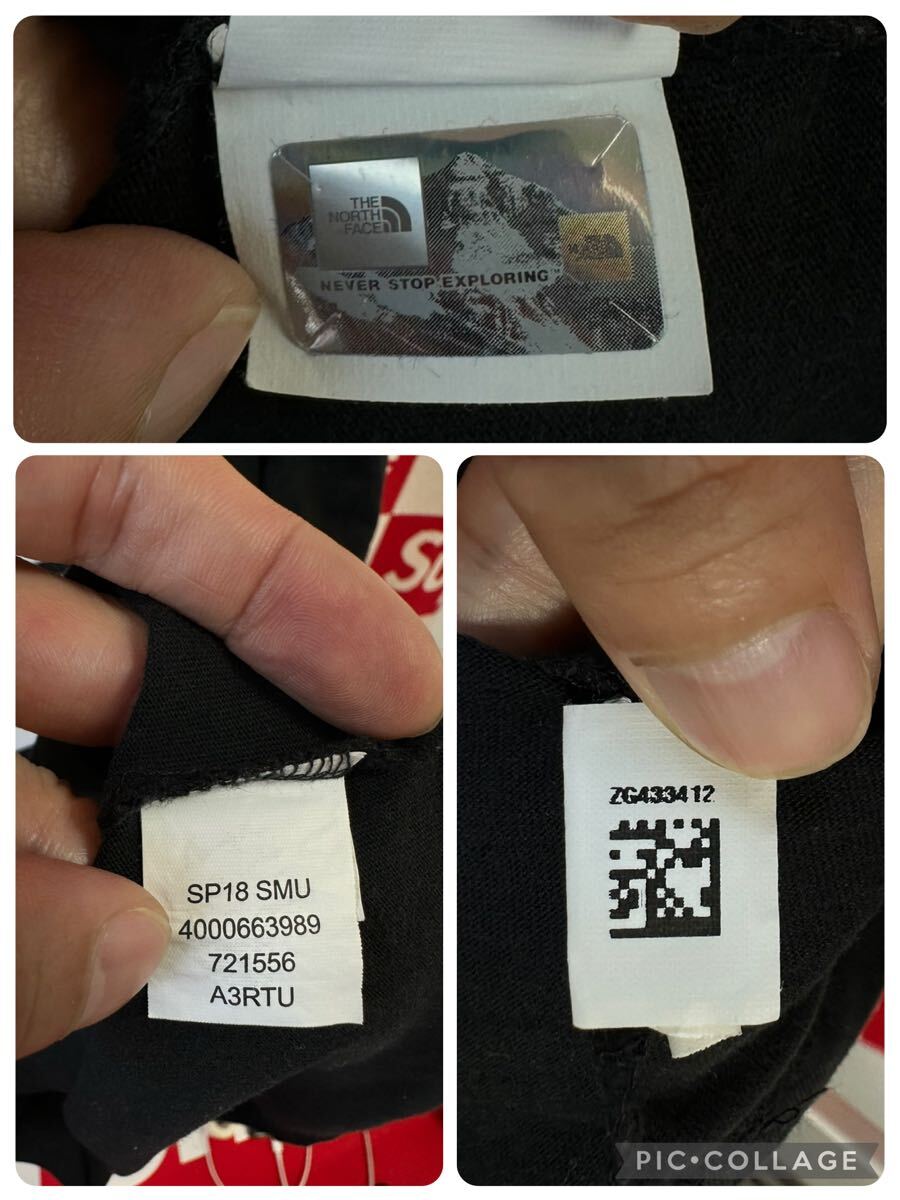 THE
NORTH
FACE
NEVER STOP EXPLORING
SP18 SMU
4000663989
721556
A3RTU
ZG433412
PIC•COLLAGE